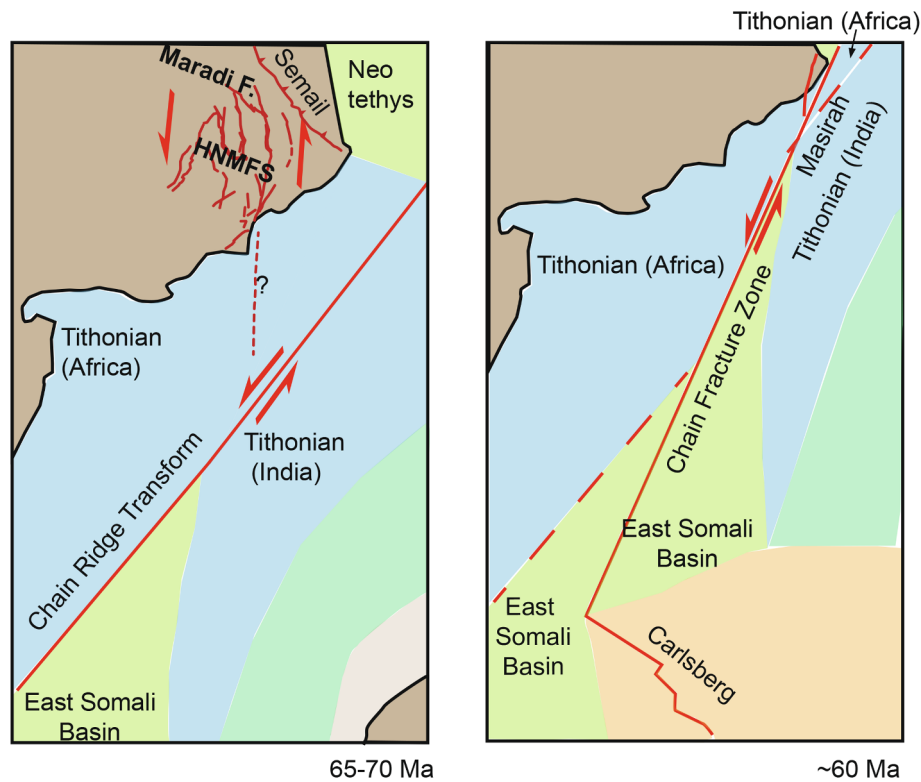 Maradi F.
Semail
Neo
tethys
HNMFS
?
Tithonian
(Africa)
Tithonian
(India)
Chain Ridge Transform
East Somali
Basin
65-70 Ma
Tithonian (Africa)
Masirah
Tithonian (India)
Tithonian (Africa)
Chain Fracture Zone
East Somali
Basin
East
Somali
Basin
Carlsberg
~60 Ma